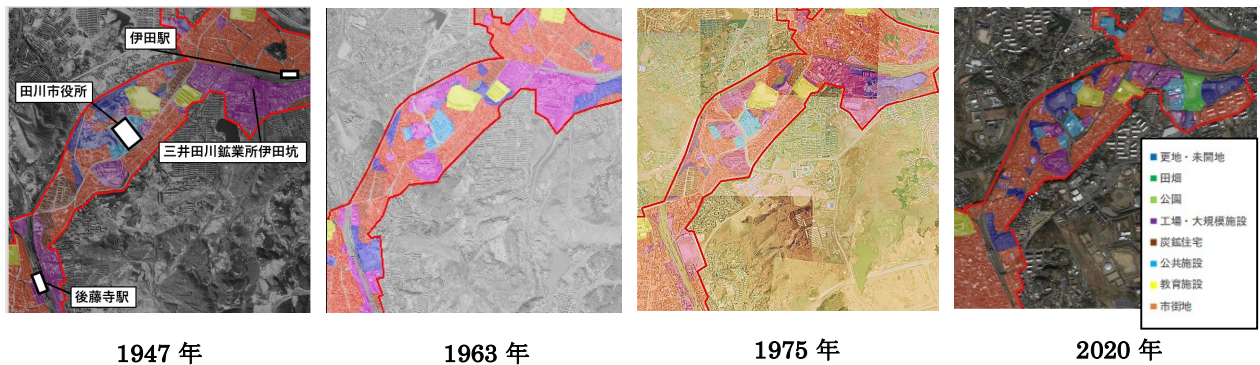 伊田駅
田川市役所
三井田川鉱業所伊田坑
後藤寺駅
更地・未開地
田畑
公園
工場・大規模施設
炭鉱住宅
公共施設
教育施設
市街地
1947 年
1963 年
1975 年
2020 年